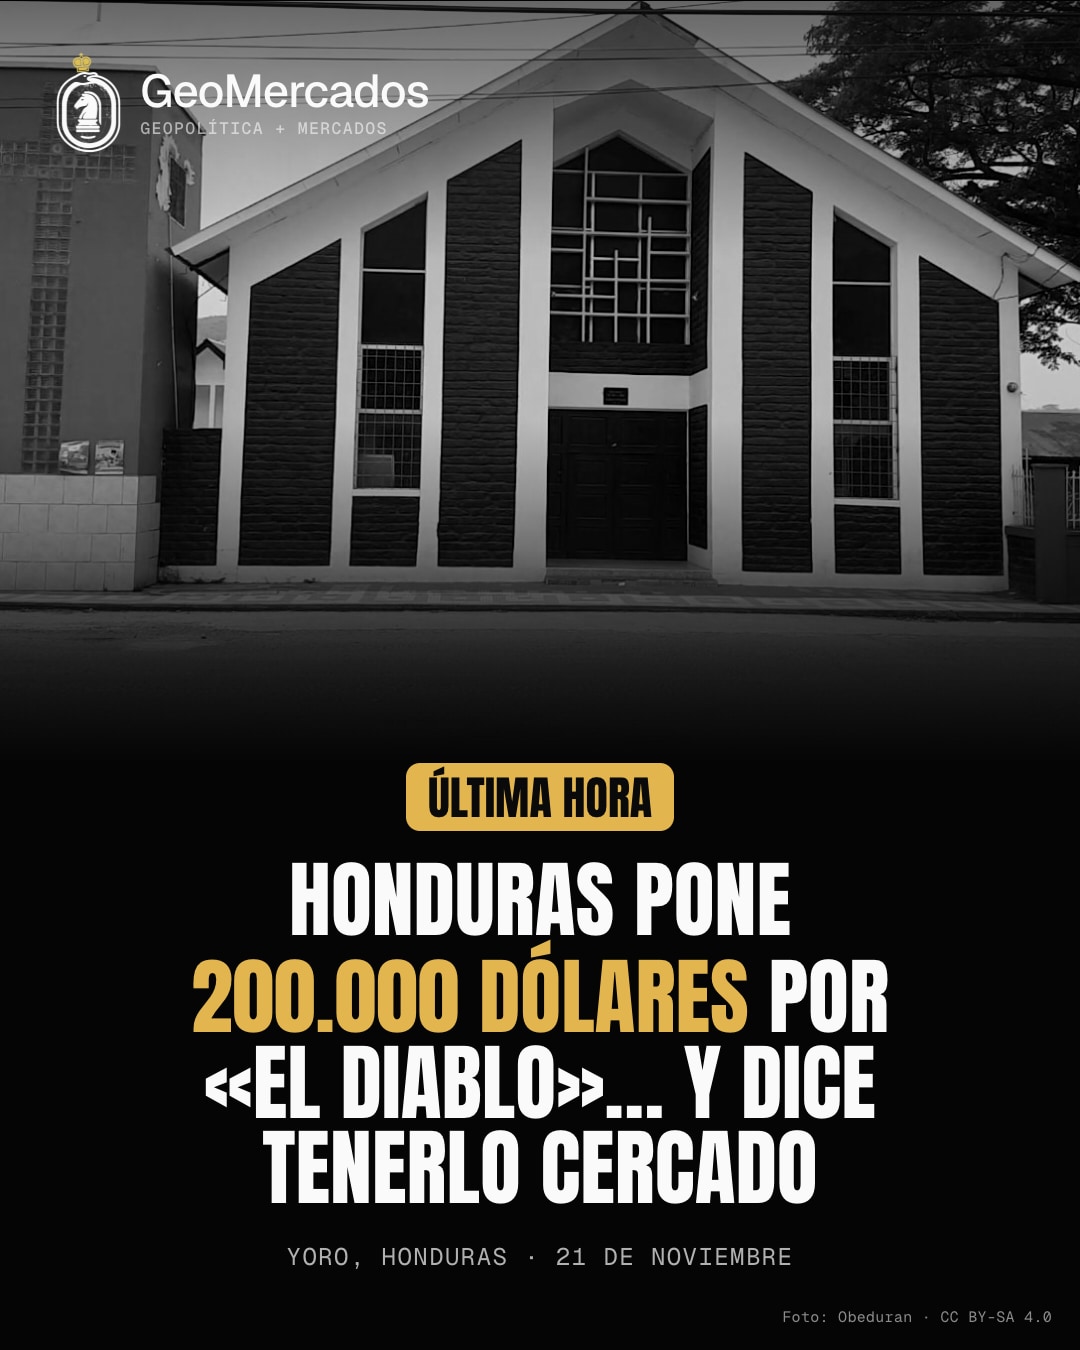 GeoMercados
GEOPOLÍTICA + MERCADOS
ÚLTIMA HORA
HONDURAS PONE
200.000 DÓLARES POR
«EL DIABLO»... Y DICE
TENERLO CERCADO
YORO, HONDURAS · 21 DE NOVIEMBRE
Foto: Obeduran · CC BY-SA 4.0